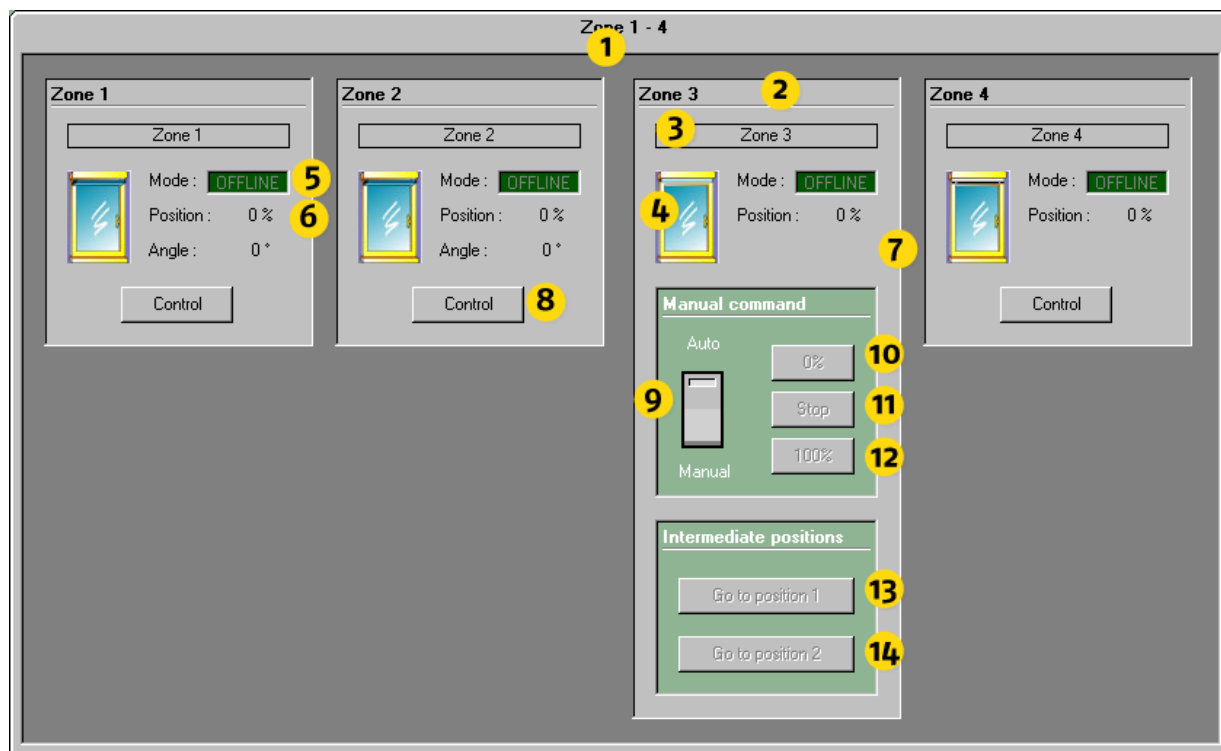 Zone 1 - 4
1
Zone 1
Zone 1
Mode : OFFLINE 5
Position : 0 % 6
Angle : 0 °
Control
Zone 2
Zone 2
Mode : OFFLINE
Position : 0 %
Angle : 0 °
Control 8
Zone 3 2
3 Zone 3
4
Mode : OFFLINE
Position : 0 %
7
Manual command
Auto
9
Manual
0% 10
Stop 11
100% 12
Intermediate positions
Go to position 1 13
Go to position 2 14
Zone 4
Zone 4
Mode : OFFLINE
Position : 0 %
Control